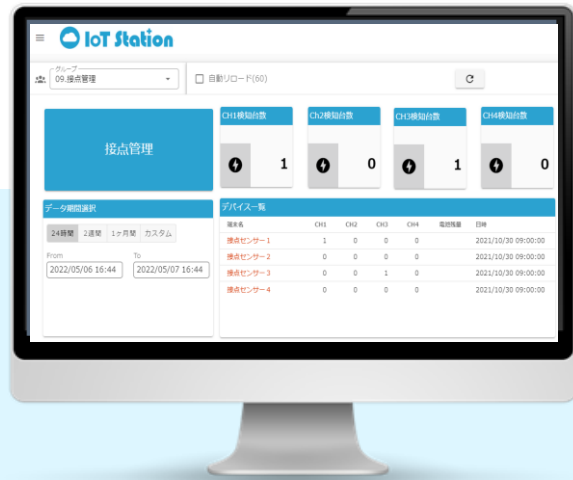 IoT Station
グループ
09.接点管理
自動リロード(60)
接点管理
CH1検知台数
1
Ch2検知台数
0
CH3検知台数
1
CH4検知台数
0
データ期間選択
24時間 2週間 1ヶ月間 カスタム
From To
2022/05/06 16:44 2022/05/07 16:44
デバイス一覧
端末名 CH1 CH2 CH3 CH4 電池残量 日時
接点センサー1 1 0 0 0 2021/10/30 09:00:00
接点センサー2 0 0 0 0 2021/10/30 09:00:00
接点センサー3 0 0 1 0 2021/10/30 09:00:00
接点センサー4 0 0 0 0 2021/10/30 09:00:00